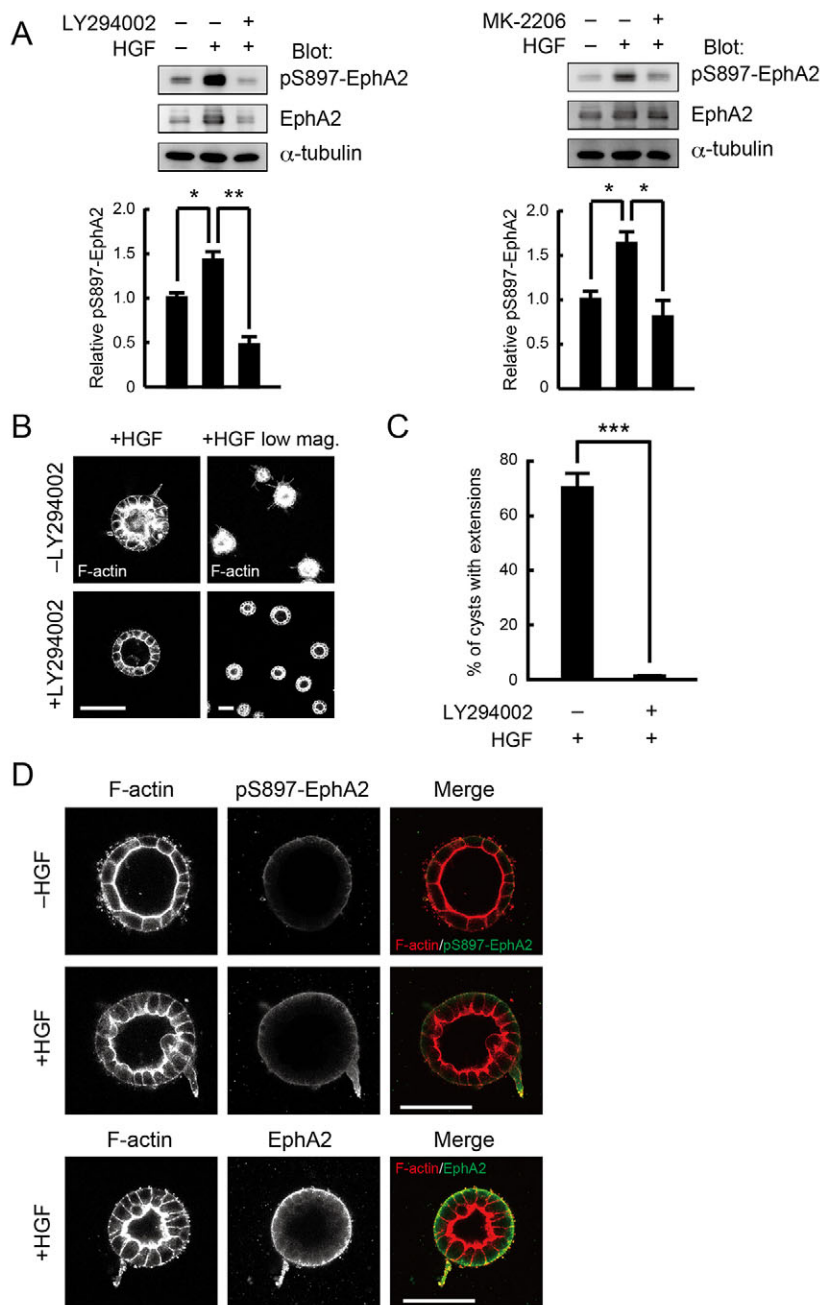 A
LY294002 +
HGF – + + Blot:
pS897-EphA2
EphA2
α-tubulin
* **
Relative pS897-EphA2
2.0
1.5
1.0
0.5
0
MK-2206 – – +
HGF – + + Blot:
pS897-EphA2
EphA2
α-tubulin
* *
Relative pS897-EphA2
2.0
1.5
1.0
0.5
0
B
+HGF +HGF low mag.
–LY294002
F-actin F-actin
+LY294002
C
***
% of cysts with extensions
80
60
40
20
0
LY294002 – +
HGF + +
D
F-actin pS897-EphA2 Merge
–HGF
F-actin/pS897-EphA2
+HGF
F-actin EphA2 Merge
+HGF
F-actin/EphA2